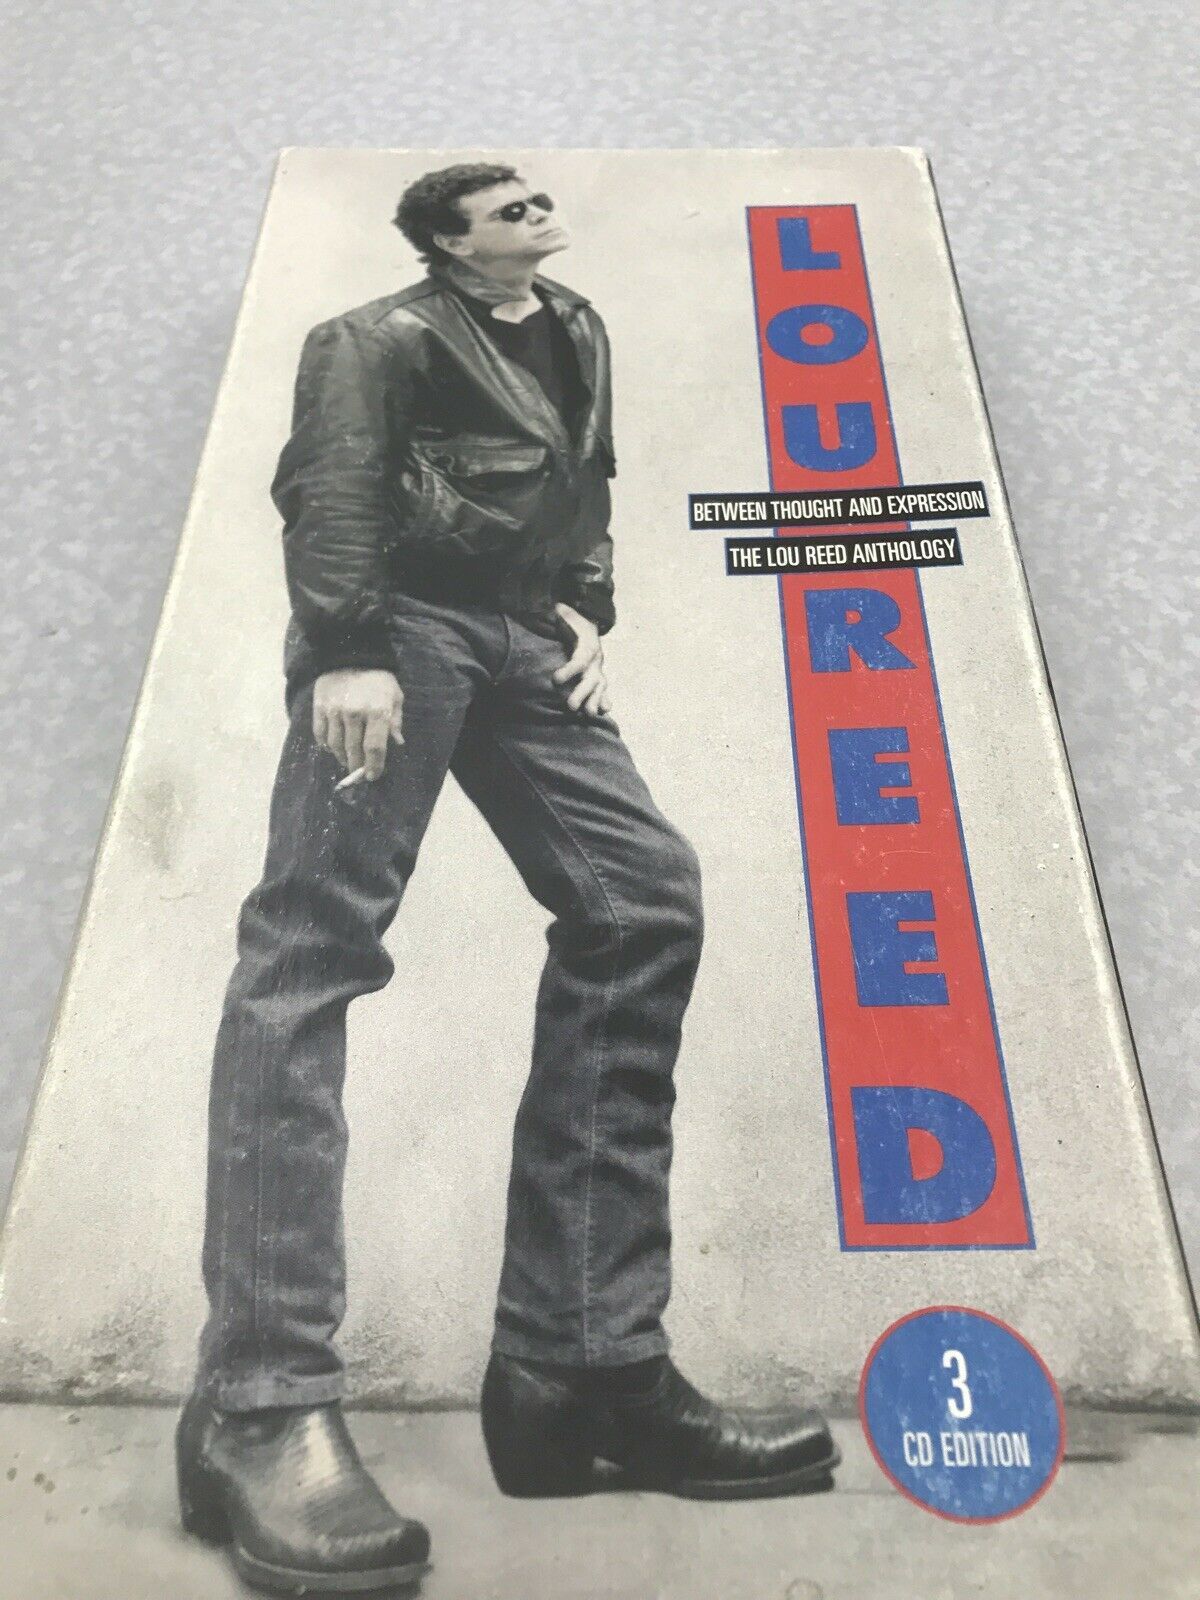 LOU
BETWEEN THOUGHT AND EXPRESSION
THE LOU REED ANTHOLOGY
REED
3
CD EDITION